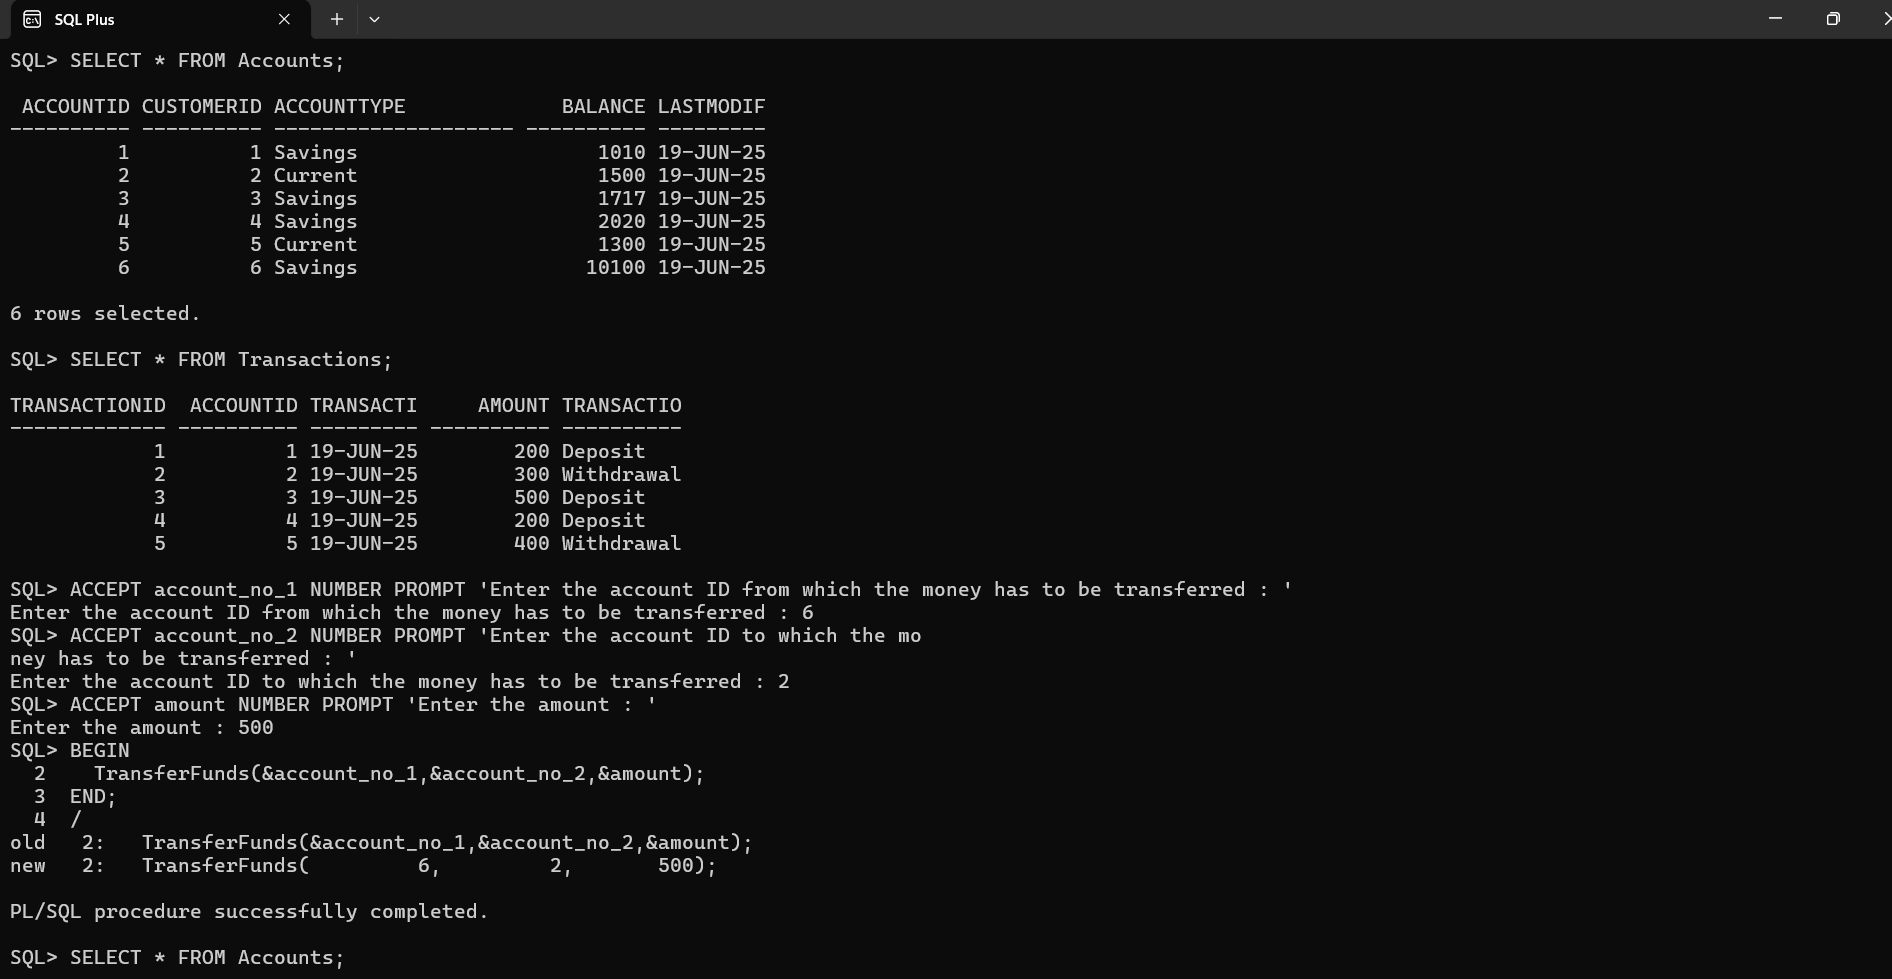 SQL Plus
SQL> SELECT * FROM Accounts;
 ACCOUNTID CUSTOMERID ACCOUNTTYPE             BALANCE LASTMODIF
---------- ---------- -------------------- ---------- ---------
         1          1 Savings                    1010 19-JUN-25
         2          2 Current                    1500 19-JUN-25
         3          3 Savings                    1717 19-JUN-25
         4          4 Savings                    2020 19-JUN-25
         5          5 Current                    1300 19-JUN-25
         6          6 Savings                   10100 19-JUN-25
6 rows selected.
SQL> SELECT * FROM Transactions;
TRANSACTIONID  ACCOUNTID TRANSACTI     AMOUNT TRANSACTIO
------------- ---------- --------- ---------- ----------
            1          1 19-JUN-25        200 Deposit
            2          2 19-JUN-25        300 Withdrawal
            3          3 19-JUN-25        500 Deposit
            4          4 19-JUN-25        200 Deposit
            5          5 19-JUN-25        400 Withdrawal
SQL> ACCEPT account_no_1 NUMBER PROMPT 'Enter the account ID from which the money has to be transferred : '
Enter the account ID from which the money has to be transferred : 6
SQL> ACCEPT account_no_2 NUMBER PROMPT 'Enter the account ID to which the mo
ney has to be transferred : '
Enter the account ID to which the money has to be transferred : 2
SQL> ACCEPT amount NUMBER PROMPT 'Enter the amount : '
Enter the amount : 500
SQL> BEGIN
  2    TransferFunds(&account_no_1,&account_no_2,&amount);
  3  END;
  4  /
old   2:   TransferFunds(&account_no_1,&account_no_2,&amount);
new   2:   TransferFunds(         6,         2,       500);
PL/SQL procedure successfully completed.
SQL> SELECT * FROM Accounts;